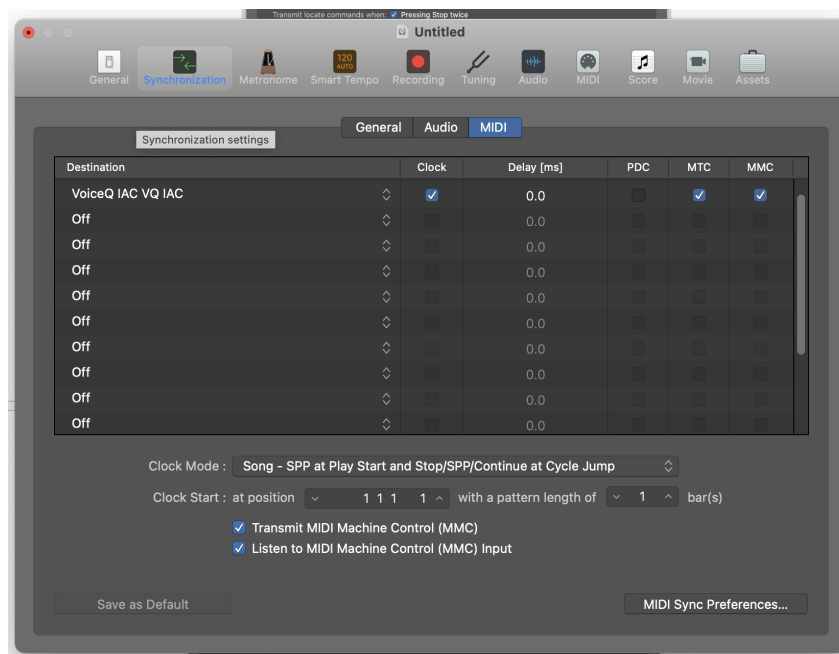 Transmit locate commands when: Pressing Stop twice
Untitled
120
AUTO
General Synchronization Metronome Smart Tempo Recording Tuning Audio MIDI Score Movie Assets
General Audio MIDI
Synchronization settings
Destination Clock Delay [ms] PDC MTC MMC
VoiceQ IAC VQ IAC 0.0
Off 0.0
Off 0.0
Off 0.0
Off 0.0
Off 0.0
Off 0.0
Off 0.0
Off 0.0
Off 0.0
Clock Mode : Song - SPP at Play Start and Stop/SPP/Continue at Cycle Jump
Clock Start : at position 1 1 1 1 with a pattern length of 1 bar(s)
Transmit MIDI Machine Control (MMC)
Listen to MIDI Machine Control (MMC) Input
Save as Default MIDI Sync Preferences...